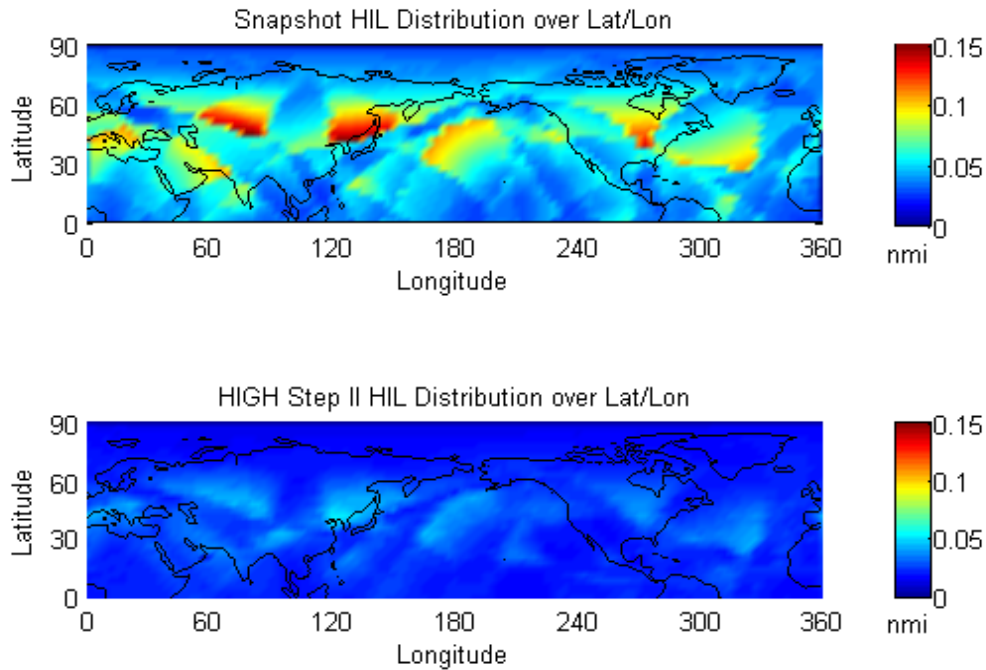 Snapshot HIL Distribution over Lat/Lon
90
60
30
0
Latitude
0 60 120 180 240 300 360
Longitude
0.15
0.1
0.05
0
nmi
HIGH Step II HIL Distribution over Lat/Lon
90
60
30
0
Latitude
0 60 120 180 240 300 360
Longitude
0.15
0.1
0.05
0
nmi